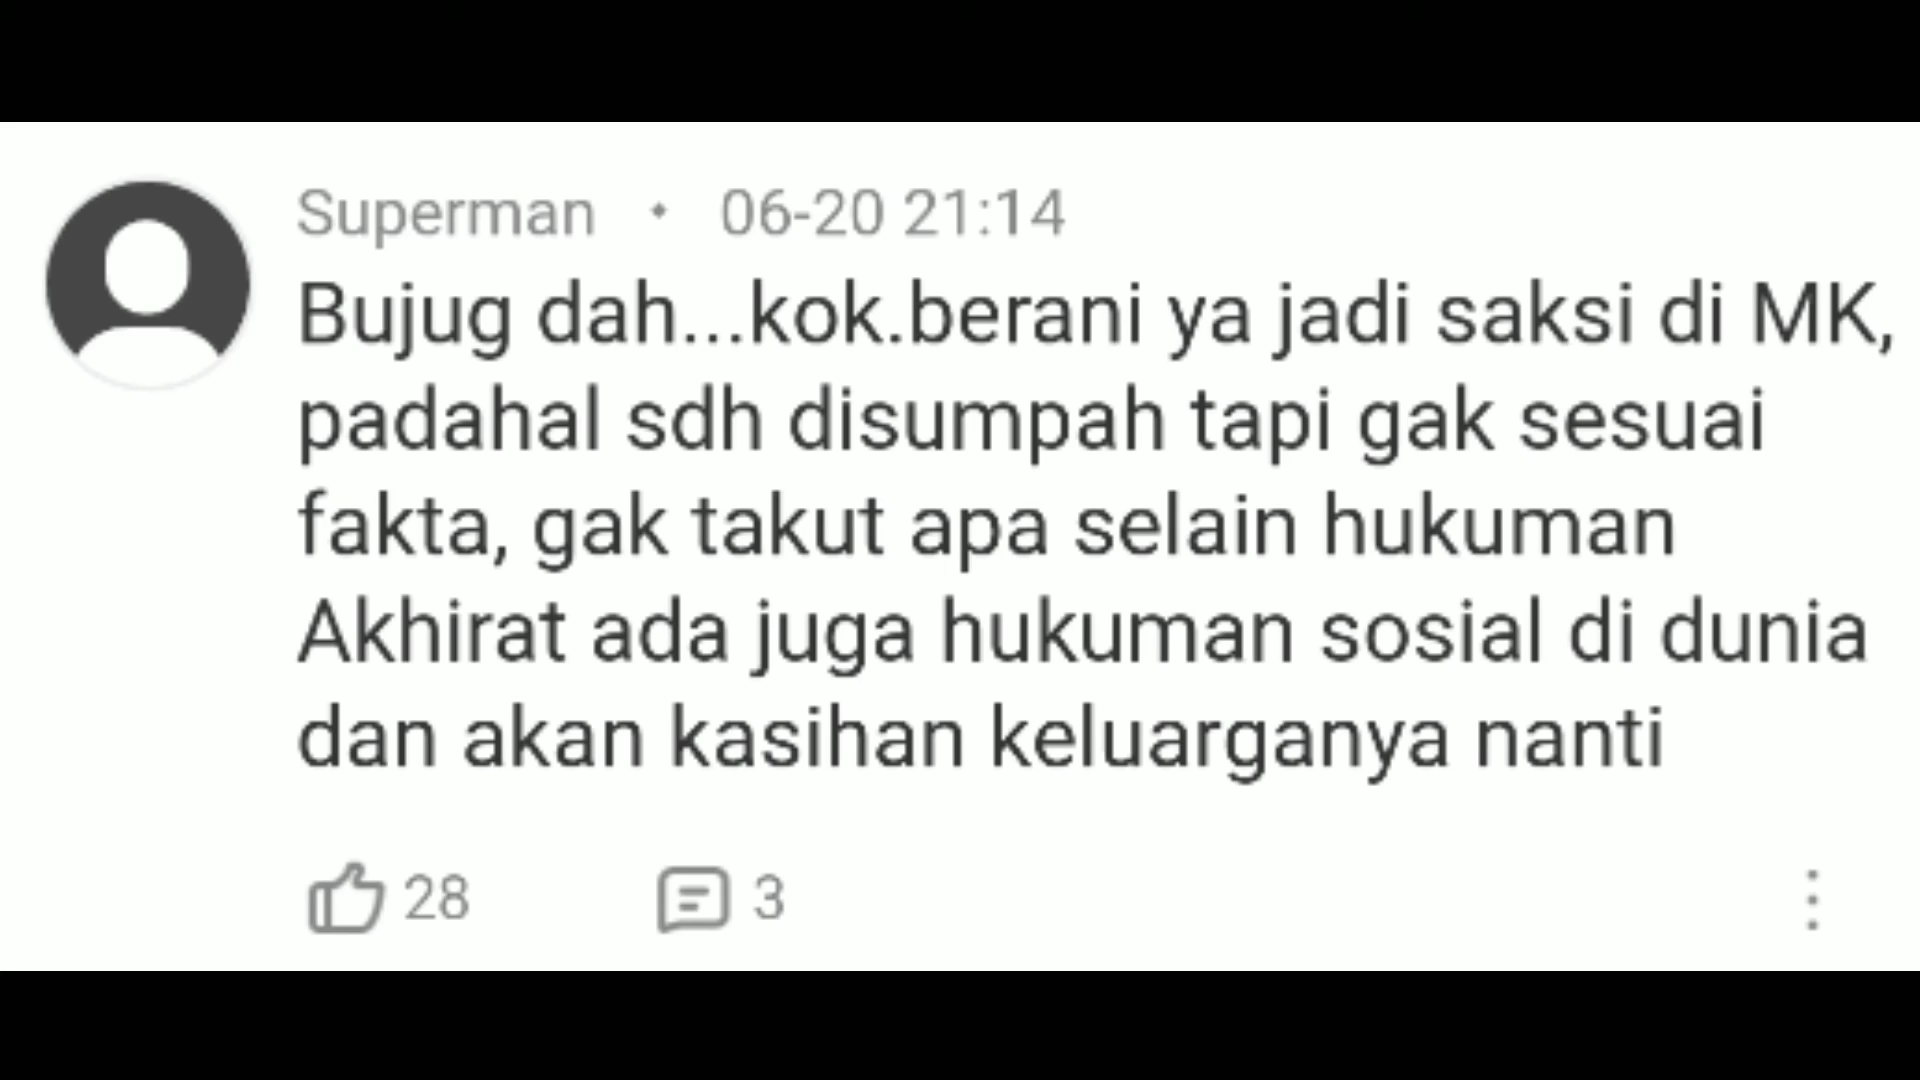 Superman • 06-20 21:14
Bujug dah...kok.berani ya jadi saksi di MK,
padahal sdh disumpah tapi gak sesuai
fakta, gak takut apa selain hukuman
Akhirat ada juga hukuman sosial di dunia
dan akan kasihan keluarganya nanti
28 3